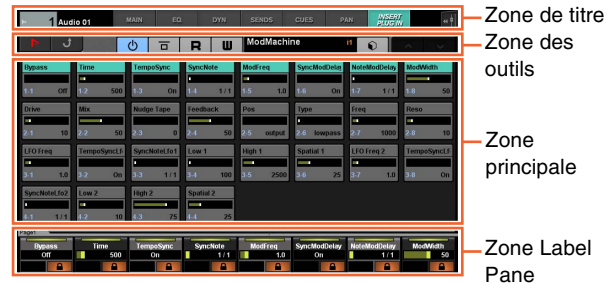 1 Audio 01 MAIN EQ DYN SENDS CUES PAN INSERT PLUG IN
Zone de titre
R ModMachine i1
Zone des outils
Bypass Time TempoSync SyncNote ModFreq SyncModDelay NoteModDelay ModWidth
1-1 Off 1-2 500 1-3 On 1-4 1/1 1-5 1.0 1-6 On 1-7 1/1 1-8 50
Drive Mix Nudge Tape Feedback Pos Type Freq Reso
2-1 10 2-2 50 2-3 0 2-4 50 2-5 output 2-6 lowpass 2-7 1000 2-8 10
LFO Freq TempoSyncLf SyncNoteLfo1 Low 1 High 1 Spatial 1 LFO Freq 2 TempoSyncLf
3-1 1.0 3-2 On 3-3 1/1 3-4 100 3-5 2500 3-6 25 3-7 1.0 3-8 On
SyncNoteLfo2 Low 2 High 2 Spatial 2
4-1 1/1 4-2 10 4-3 25 4-4 25
Zone principale
Page1
Bypass Time TempoSync SyncNote ModFreq SyncModDelay NoteModDelay ModWidth
Off 500 On 1/1 1.0 On 1/1 50
Zone Label Pane